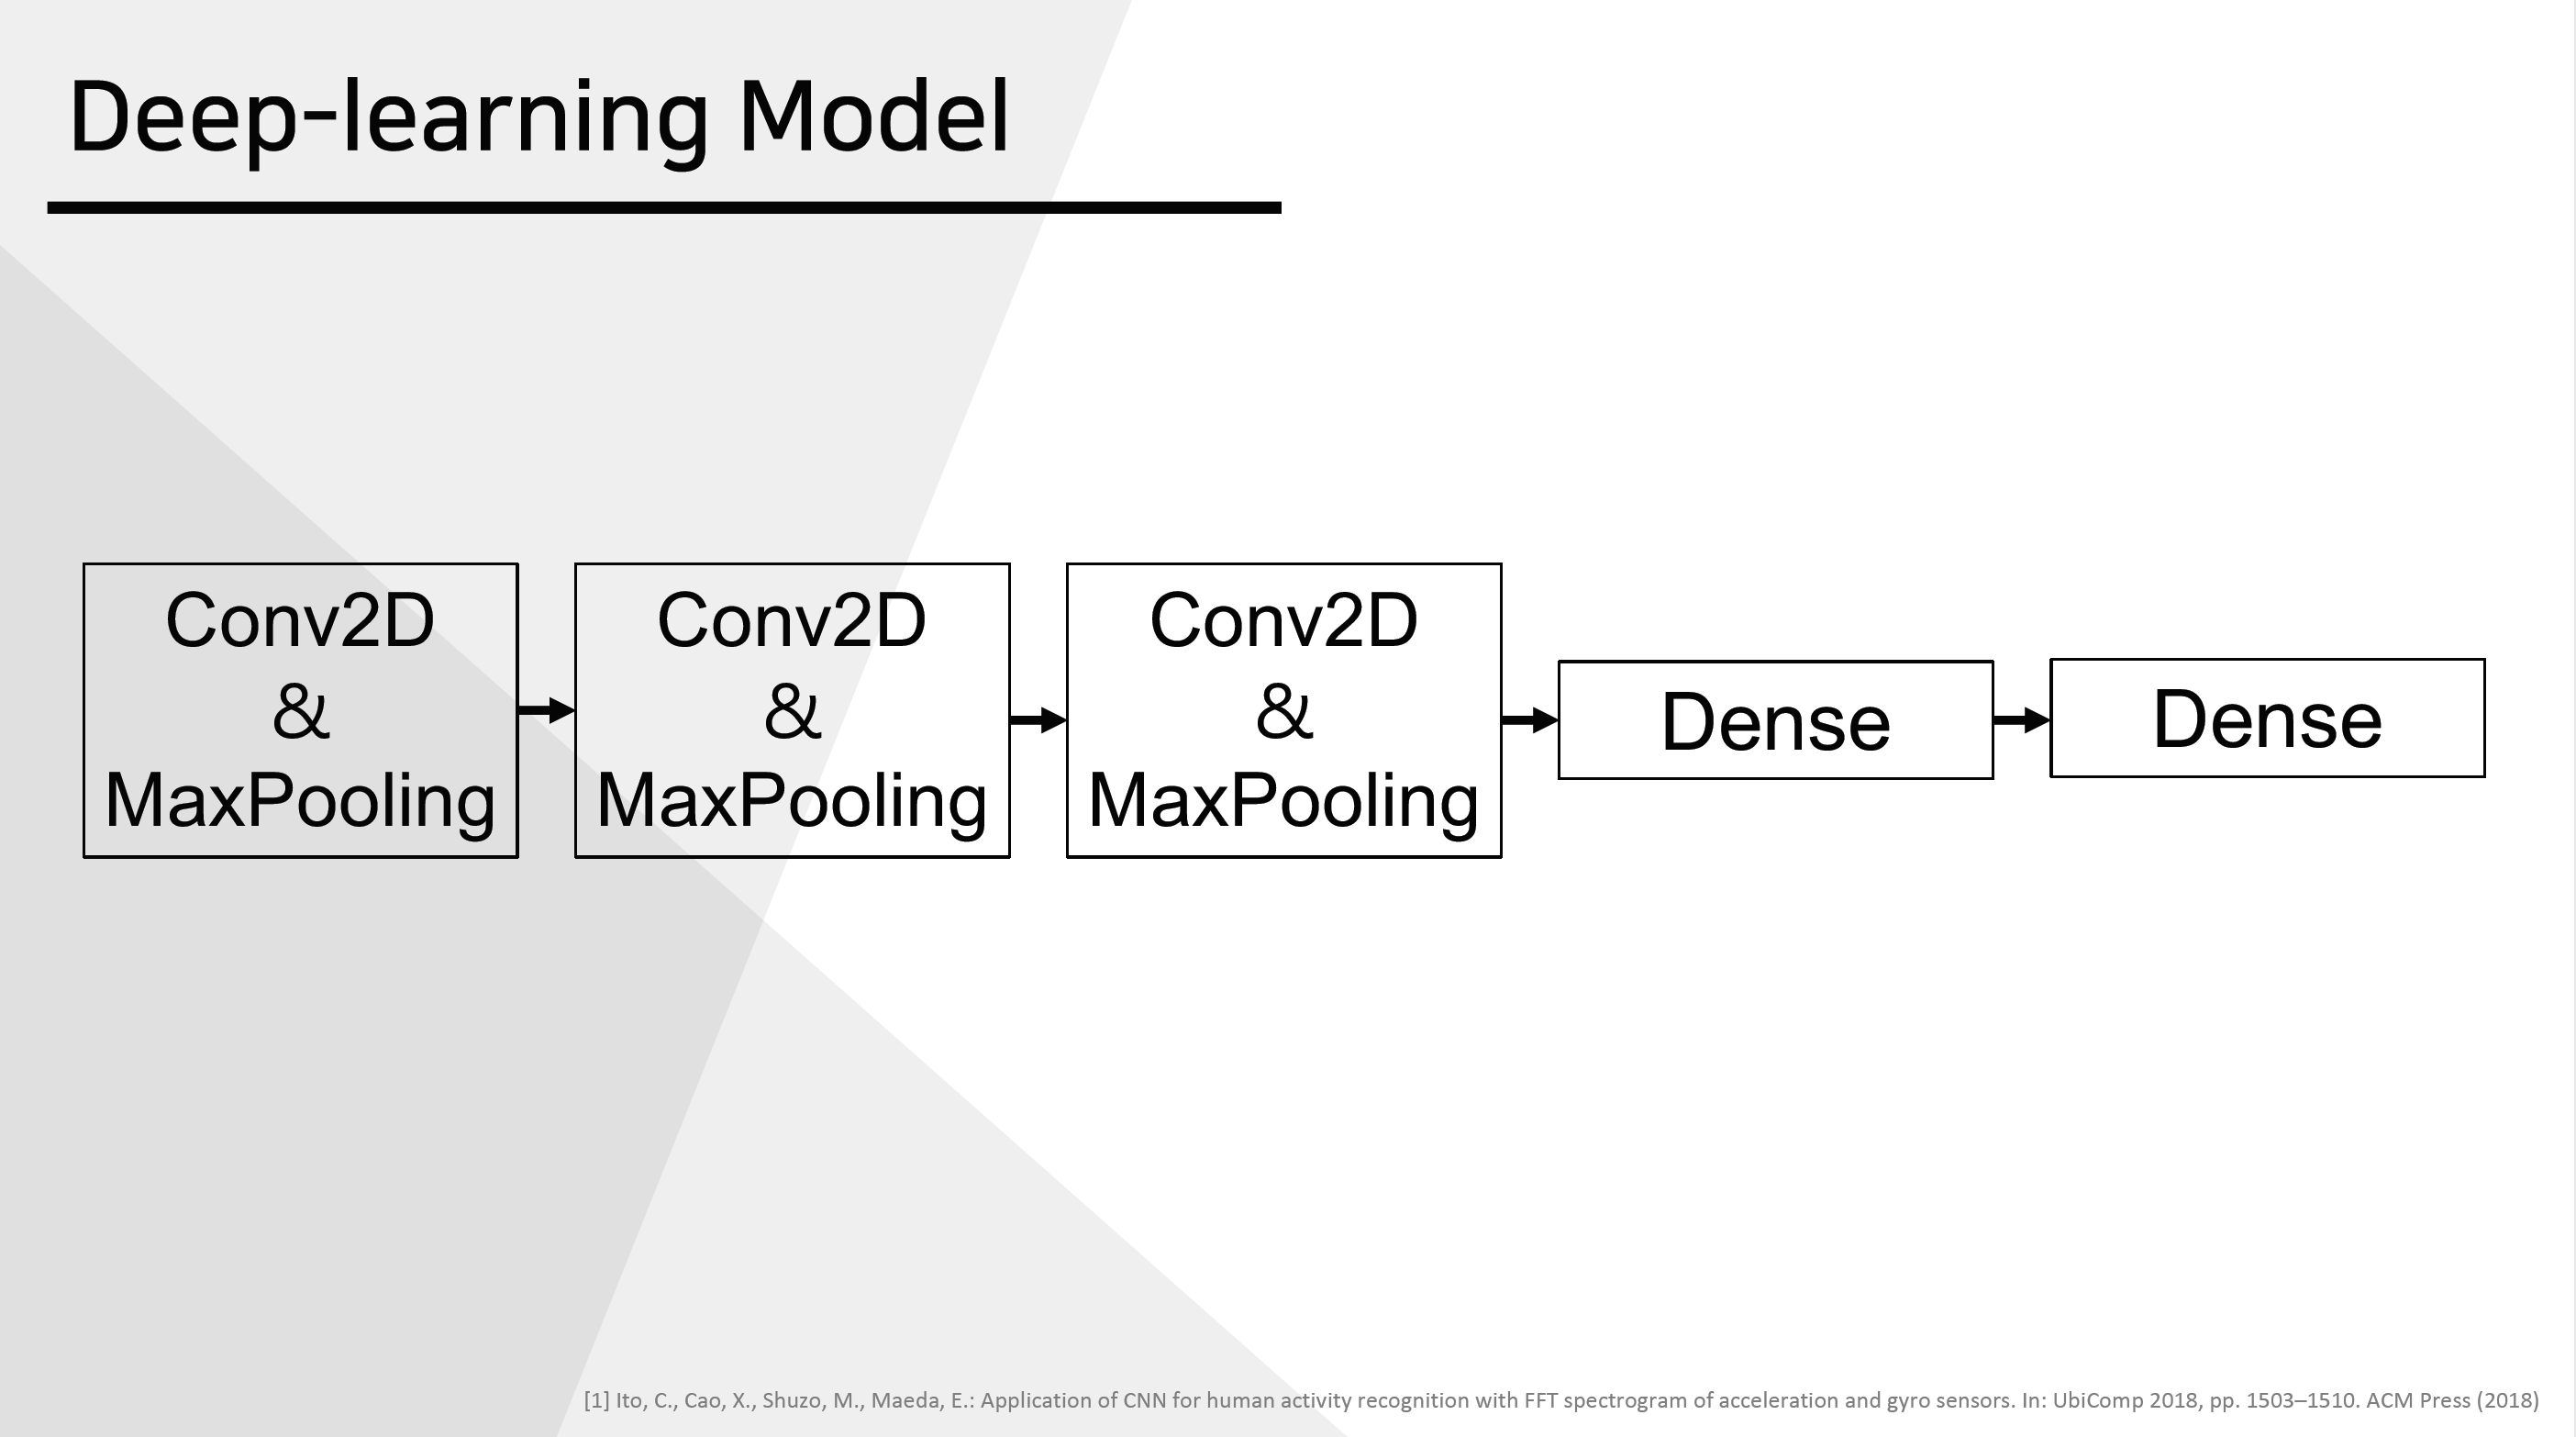 Deep-learning Model
Conv2D
&
MaxPooling
Conv2D
&
MaxPooling
Conv2D
&
MaxPooling
Dense
Dense
[1] Ito, C., Cao, X., Shuzo, M., Maeda, E.: Application of CNN for human activity recognition with FFT spectrogram of acceleration and gyro sensors. In: UbiComp 2018, pp. 1503–1510. ACM Press (2018)